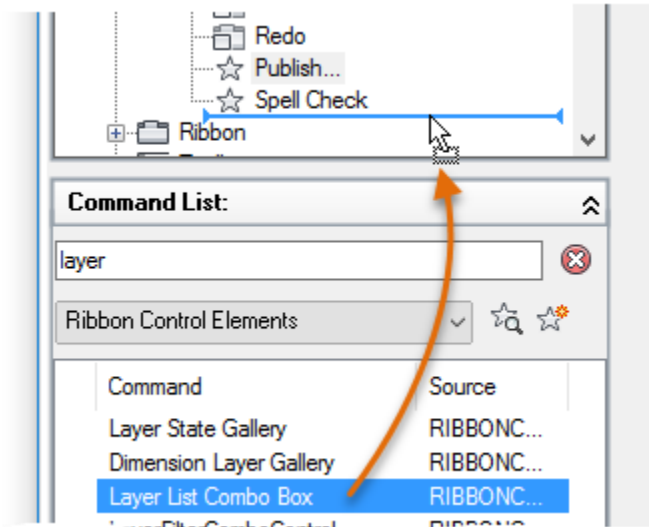 Redo
Publish...
Spell Check
Ribbon
Command List:
layer
Ribbon Control Elements
Command Source
Layer State Gallery RIBBONC...
Dimension Layer Gallery RIBBONC...
Layer List Combo Box RIBBONC...